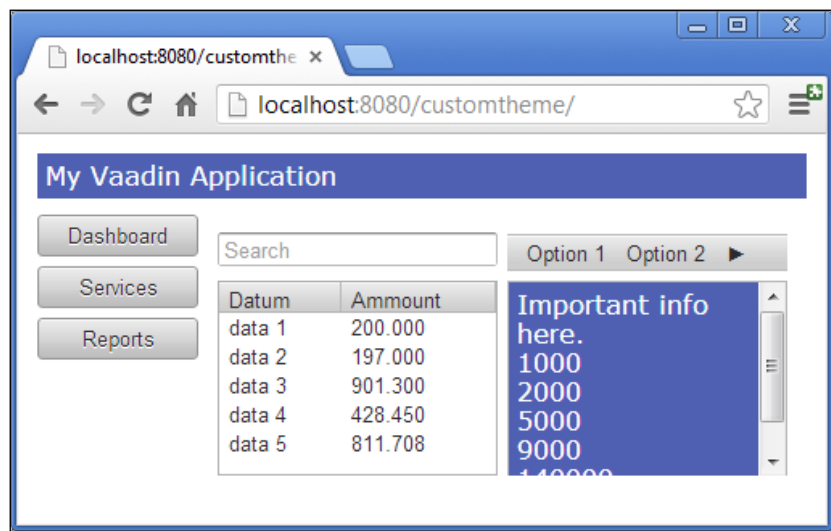 localhost:8080/customthe
localhost:8080/customtheme/
My Vaadin Application
Dashboard
Services
Reports
Search
Datum Ammount
data 1 200.000
data 2 197.000
data 3 901.300
data 4 428.450
data 5 811.708
Option 1 Option 2
Important info
here.
1000
2000
5000
9000